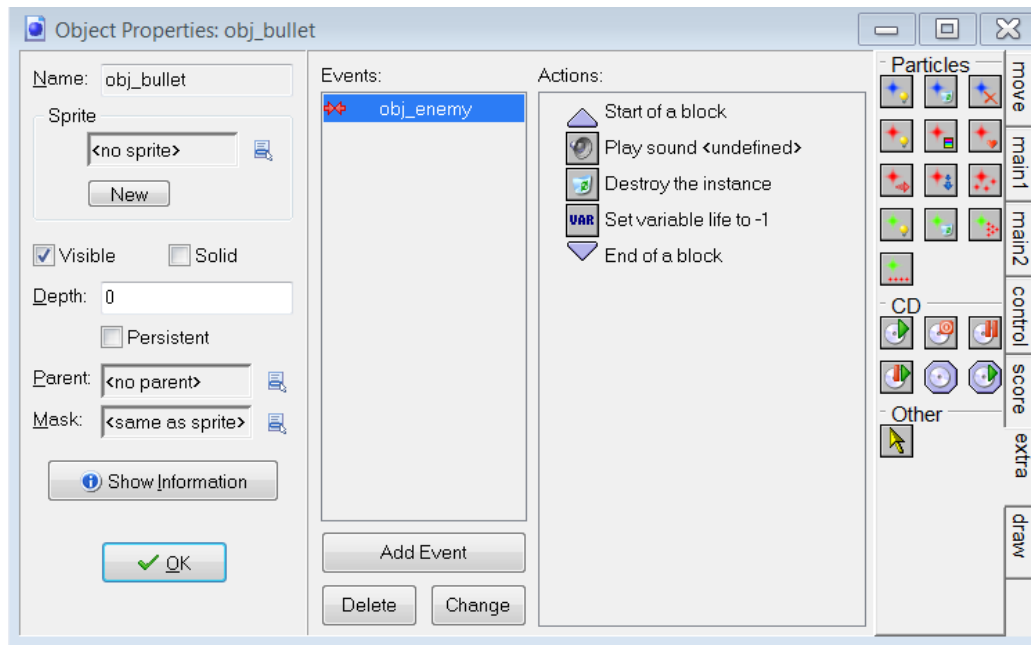 Object Properties: obj_bullet
Name: obj_bullet
Sprite
<no sprite>
New
Visible Solid
Depth: 0
Persistent
Parent: <no parent>
Mask: <same as sprite>
Show Information
OK
Events:
obj_enemy
Add Event
Delete Change
Actions:
Start of a block
Play sound <undefined>
Destroy the instance
VAR Set variable life to -1
End of a block
Particles
CD
Other
move
main1
main2
control
score
extra
draw